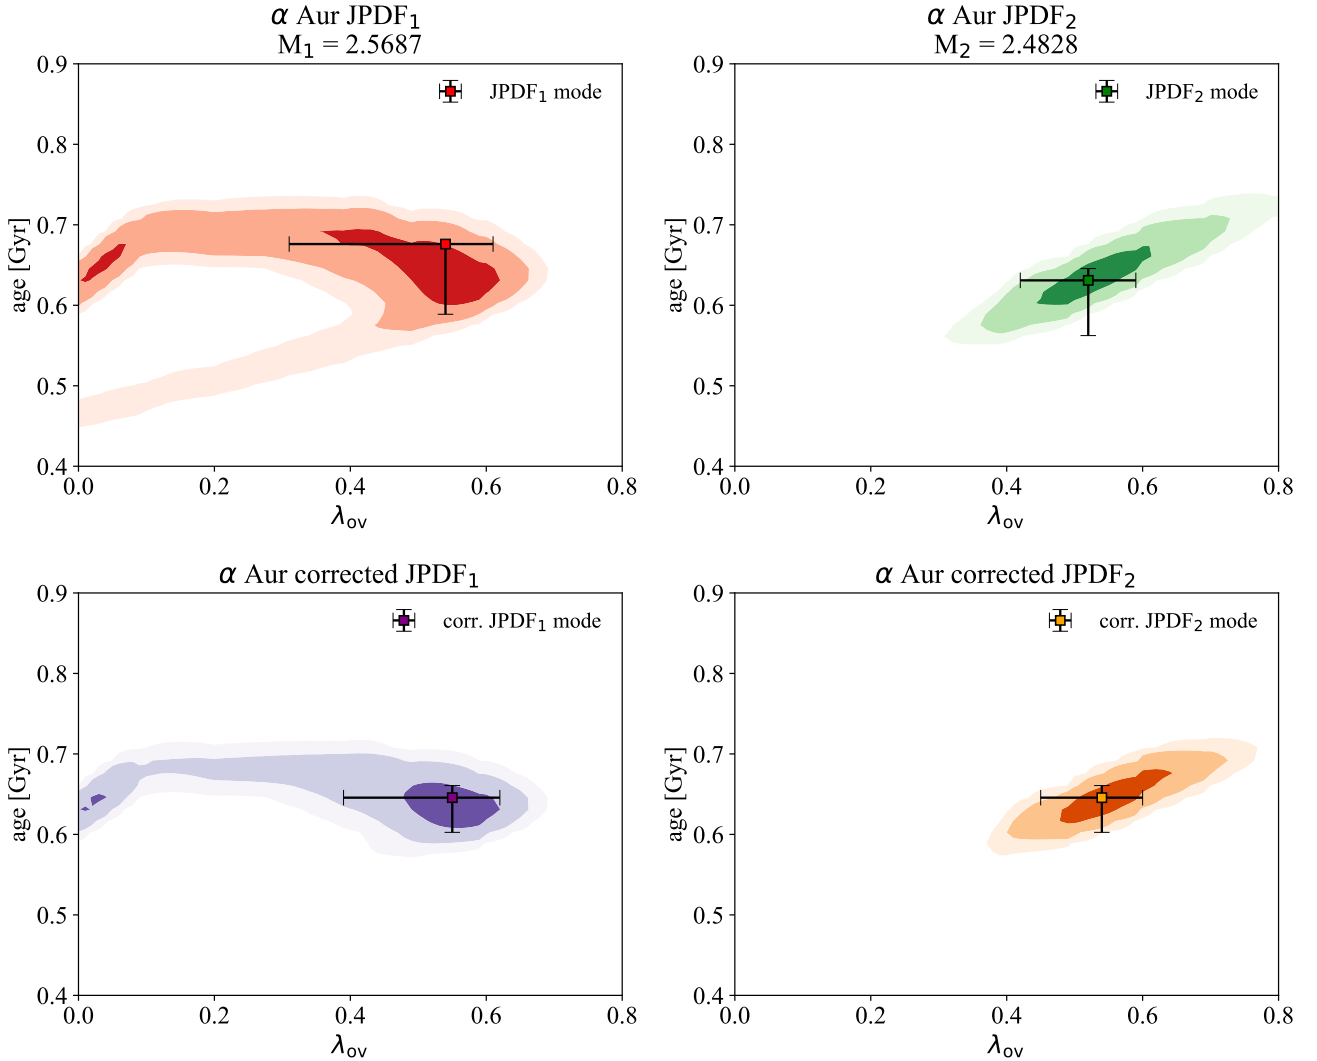 α Aur JPDF₁
M₁ = 2.5687
JPDF₁ mode
age [Gyr]
0.9
0.8
0.7
0.6
0.5
0.4
0.0 0.2 0.4 0.6 0.8
λov
α Aur JPDF₂
M₂ = 2.4828
JPDF₂ mode
age [Gyr]
0.9
0.8
0.7
0.6
0.5
0.4
0.0 0.2 0.4 0.6 0.8
λov
α Aur corrected JPDF₁
corr. JPDF₁ mode
age [Gyr]
0.9
0.8
0.7
0.6
0.5
0.4
0.0 0.2 0.4 0.6 0.8
λov
α Aur corrected JPDF₂
corr. JPDF₂ mode
age [Gyr]
0.9
0.8
0.7
0.6
0.5
0.4
0.0 0.2 0.4 0.6 0.8
λov